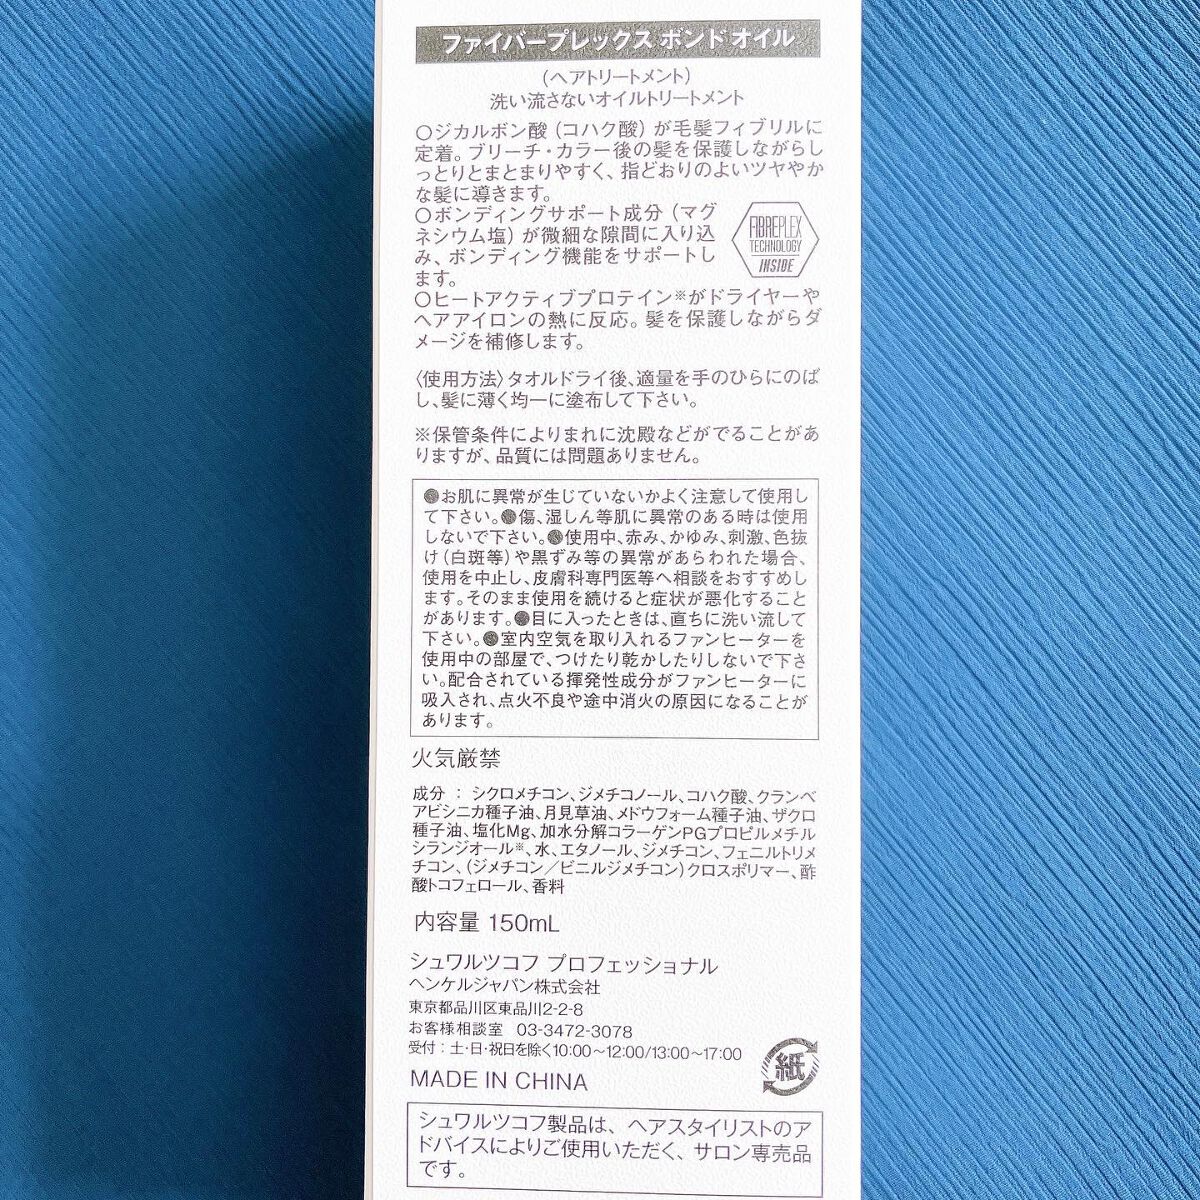 ファイバープレックス ボンド オイル
(ヘアトリートメント)
洗い流さないオイルトリートメント
○ジカルボン酸(コハク酸)が毛髪フィブリルに
定着。ブリーチ・カラー後の髪を保護しながらし
っとりとまとまりやすく、指どおりのよいツヤやか
な髪に導きます。
○ボンディングサポート成分(マグ
ネシウム塩)が微細な隙間に入り込
み、ボンディング機能をサポートし
ます。
FIBREPLEX
TECHNOLOGY
INSIDE
○ヒートアクティブプロテイン※がドライヤーや
ヘアアイロンの熱に反応。髪を保護しながらダ
メージを補修します。
〈使用方法〉タオルドライ後、適量を手のひらにのば
し、髪に薄く均一に塗布して下さい。
※保管条件によりまれに沈殿などがでることがあ
りますが、品質には問題ありません。
●お肌に異常が生じていないかよく注意して使用し
て下さい。●傷、湿しん等肌に異常のある時は使用
しないで下さい。●使用中、赤み、かゆみ、刺激、色抜
け(白斑等)や黒ずみ等の異常があらわれた場合、
使用を中止し、皮膚科専門医等へ相談をおすすめし
ます。そのまま使用を続けると症状が悪化すること
があります。●目に入ったときは、直ちに洗い流して
下さい。●室内空気を取り入れるファンヒーターを
使用中の部屋で、つけたり乾かしたりしないで下さ
い。配合されている揮発性成分がファンヒーターに
吸入され、点火不良や途中消火の原因になることが
あります。
火気厳禁
成分 : シクロメチコン、ジメチコノール、コハク酸、クランベ
アビシニカ種子油、月見草油、メドウフォーム種子油、ザクロ
種子油、塩化Mg、加水分解コラーゲンPGプロピルメチル
シランジオール※、水、エタノール、ジメチコン、フェニルトリメ
チコン、(ジメチコン/ビニルジメチコン)クロスポリマー、酢
酸トコフェロール、香料
内容量 150mL
シュワルツコフ プロフェッショナル
ヘンケルジャパン株式会社
東京都品川区東品川2-2-8
お客様相談室 03-3472-3078
受付:土・日・祝日を除く10:00〜12:00/13:00〜17:00
紙
MADE IN CHINA
シュワルツコフ製品は、ヘアスタイリストのア
ドバイスによりご使用いただく、サロン専売品
です。